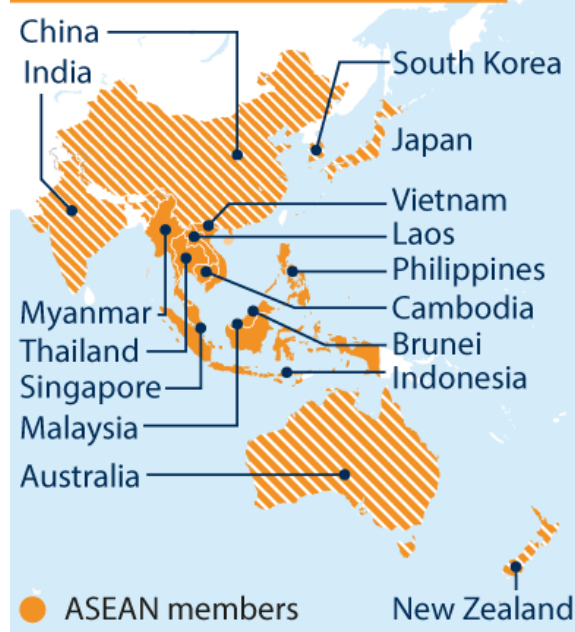 China
India
South Korea
Japan
Vietnam
Laos
Philippines
Cambodia
Brunei
Indonesia
Myanmar
Thailand
Singapore
Malaysia
Australia
ASEAN members
New Zealand